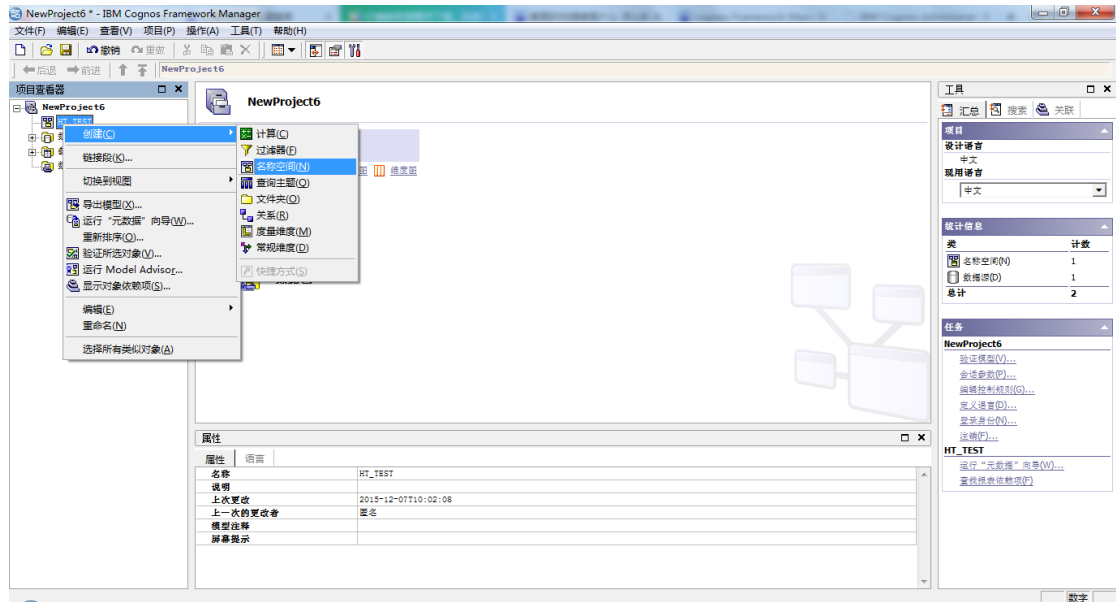 NewProject6 * - IBM Cognos Framework Manager
文件(F) 编辑(E) 查看(V) 项目(P) 操作(A) 工具(T) 帮助(H)
撤销 重做
后退 前进 NewProject6
项目查看器
NewProject6
HT_TEST
创建(C)
链接段(K)...
切换到视图
导出模型(X)...
运行 “元数据” 向导(W)...
重新排序(O)...
验证所选对象(V)...
运行 Model Advisor...
显示对象依赖项(S)...
编辑(E)
重命名(N)
选择所有类似对象(A)
计算(C)
过滤器(F)
名称空间(N)
查询主题(Q)
文件夹(O)
关系(R)
度量维度(M)
常规维度(D)
快捷方式(S)
NewProject6
维度图
属性
属性 语言
名称 HT_TEST
说明
上次更改 2015-12-07T10:02:08
上一次的更改者 匿名
模型注释
屏幕提示
工具
汇总 搜索 关联
项目
设计语言
中文
现用语言
中文
统计信息
类 计数
名称空间(N) 1
数据源(D) 1
总计 2
任务
NewProject6
验证模型(V)...
会话参数(P)...
编辑控制规则(G)...
定义语言(D)...
登录身份(N)...
注销(F)...
HT_TEST
运行 “元数据” 向导(W)...
查找报表依赖项(F)
数字